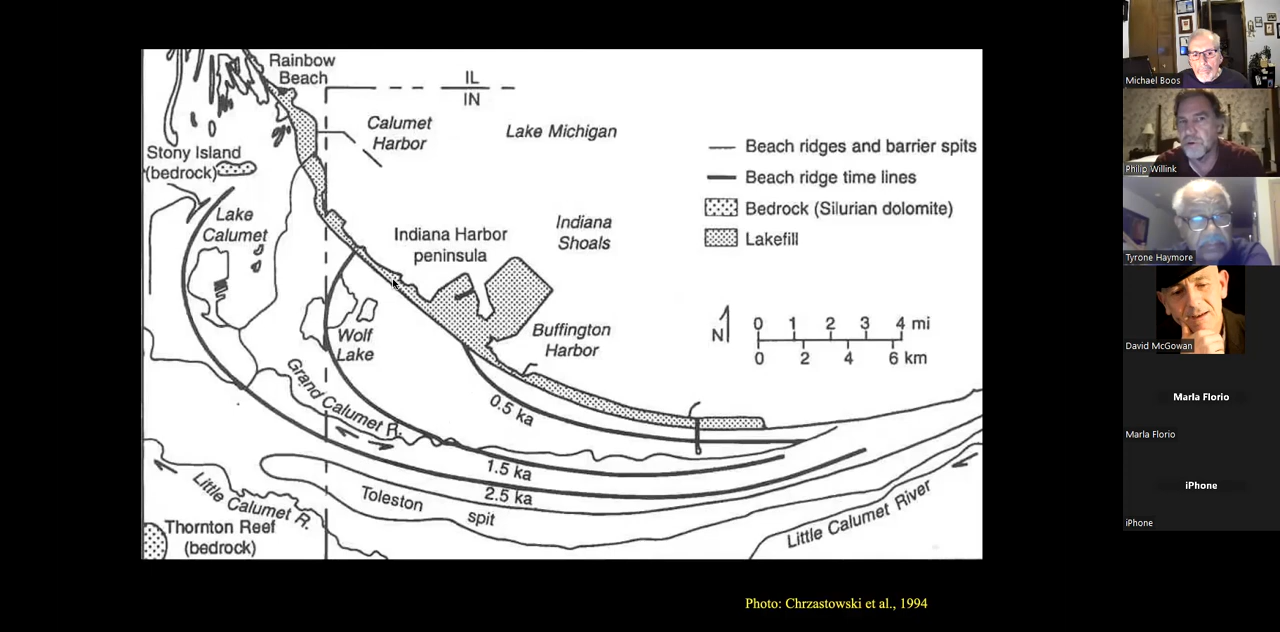 Rainbow
Beach
IL
IN
Calumet
Harbor
Lake Michigan
Stony Island
(bedrock)
Lake
Calumet
Indiana Harbor
peninsula
Indiana
Shoals
Beach ridges and barrier spits
Beach ridge time lines
Bedrock (Silurian dolomite)
Lakefill
N
0 1 2 3 4 mi
0 2 4 6 km
Wolf
Lake
Buffington
Harbor
Grand Calumet R.
0.5 ka
1.5 ka
2.5 ka
Toleston
spit
Little Calumet R.
Little Calumet River
Thornton Reef
(bedrock)
Photo: Chrzastowski et al., 1994
Michael Boos
Philip Willink
Tyrone Haymore
David McGowan
Marla Florio
Marla Florio
iPhone
iPhone